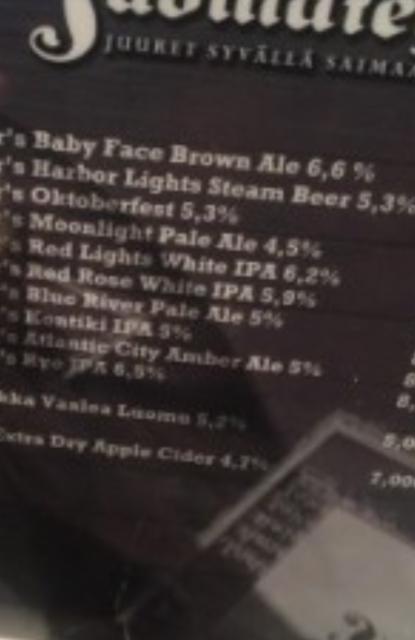 JUURET SYVÄLLÄ SAIMA
r's Baby Face Brown Ale 6,6 %
r's Harbor Lights Steam Beer 5,3%
's Oktoberfest 5,3%
's Moonlight Pale Ale 4,5%
's Red Lights White IPA 6,2%
's Red Rose White IPA 5,9%
's Blue River Pale Ale 5%
's Kontiki IPA 5%
's Atlantic City Amber Ale 5%
's Rye IPA 6,5%
kka Vaalea Luomu 5,2%
Extra Dry Apple Cider 4,7%
7,00